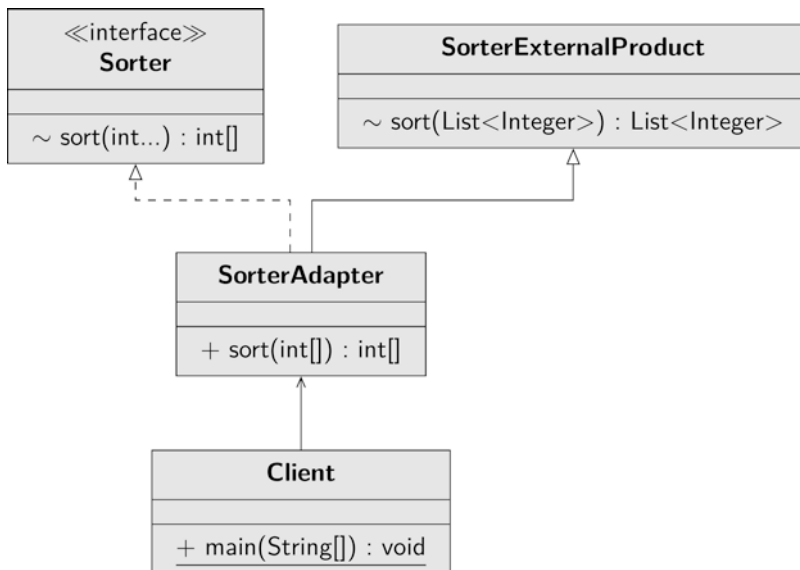 ≪interface≫
Sorter
∼ sort(int...) : int[]
SorterExternalProduct
∼ sort(List<Integer>) : List<Integer>
SorterAdapter
+ sort(int[]) : int[]
Client
+ main(String[]) : void